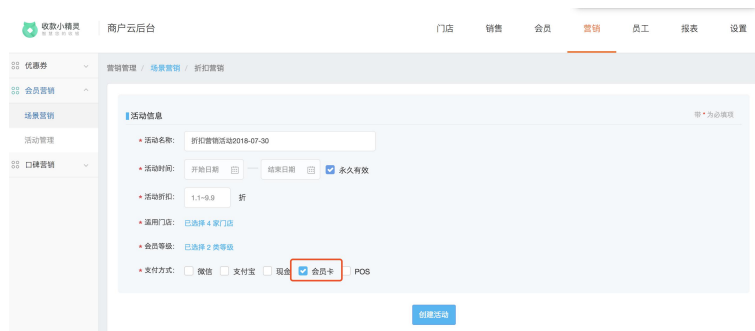 收款小精灵
商户云后台
门店 销售 会员 营销 员工 报表 设置
优惠券
会员营销
场景营销
活动管理
口碑营销
营销管理 / 场景营销 / 折扣营销
活动信息
带 * 为必填项
* 活动名称: 折扣营销活动2018-07-30
* 活动时间: 开始日期 — 结束日期 永久有效
* 活动折扣: 1.1~9.9 折
* 适用门店: 已选择 4 家门店
* 会员等级: 已选择 2 类等级
* 支付方式: 微信 支付宝 现金 会员卡 POS
创建活动